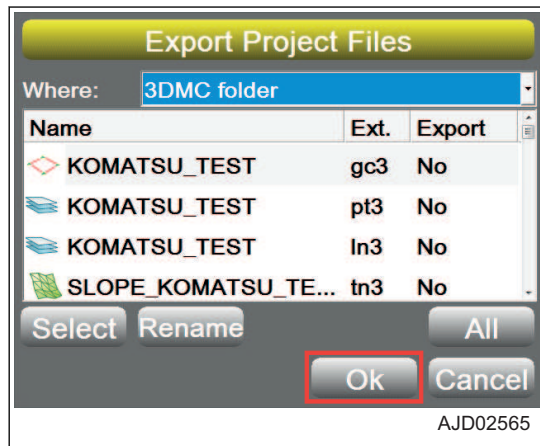 Export Project Files
Where: 3DMC folder
Name Ext. Export
KOMATSU_TEST gc3 No
KOMATSU_TEST pt3 No
KOMATSU_TEST ln3 No
SLOPE_KOMATSU_TE... tn3 No
Select Rename All
Ok Cancel
AJD02565